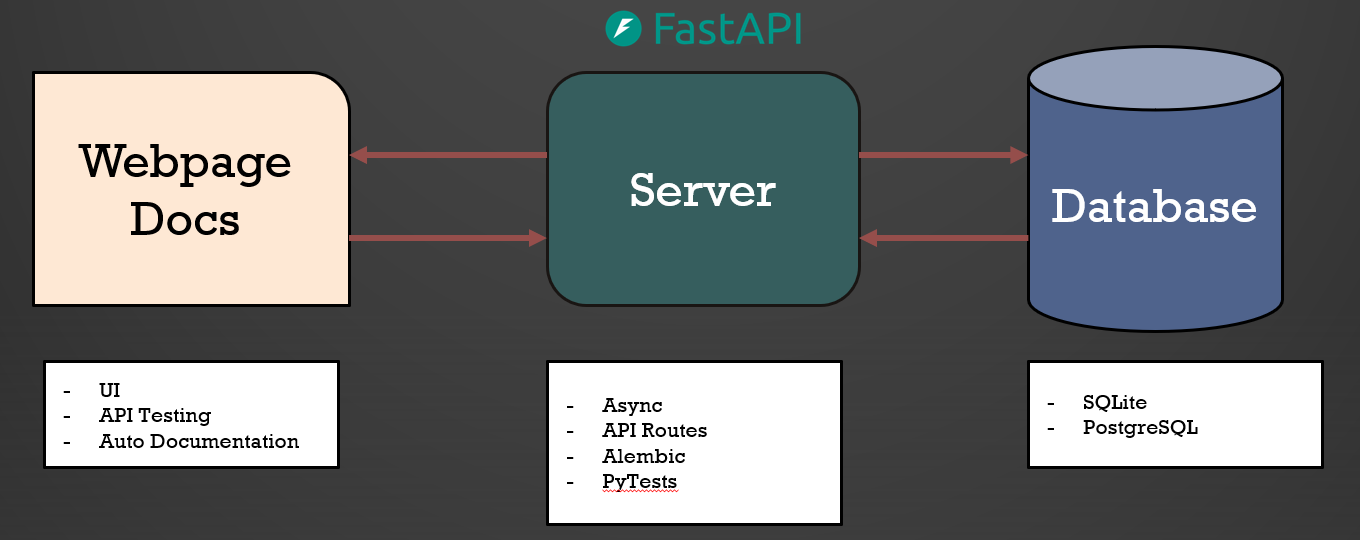 FastAPI
Webpage
Docs
Server
Database
- UI
- API Testing
- Auto Documentation
- Async
- API Routes
- Alembic
- PyTests
- SQLite
- PostgreSQL